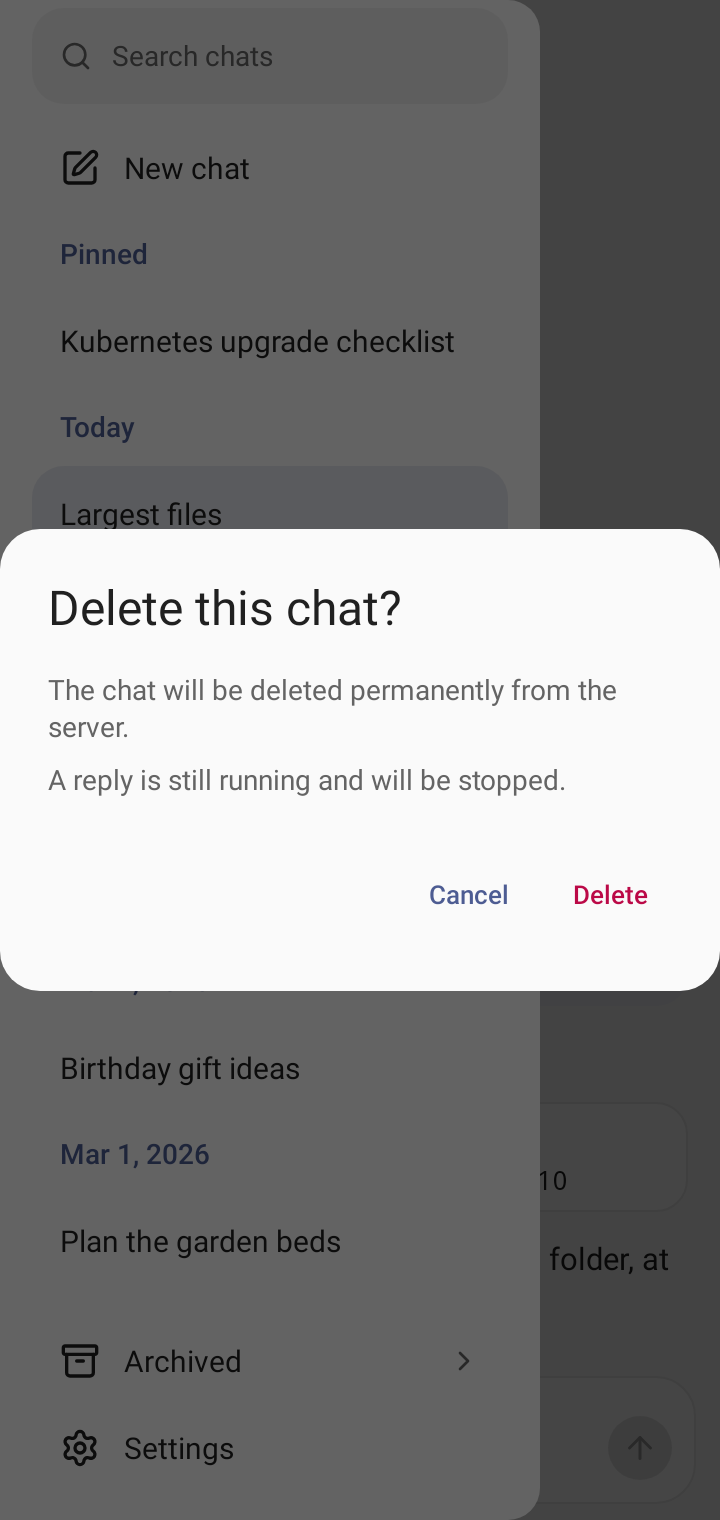 Search chats
New chat
Pinned
Kubernetes upgrade checklist
Today
Largest files
Delete this chat?
The chat will be deleted permanently from the
server.
A reply is still running and will be stopped.
Cancel
Delete
Birthday gift ideas
Mar 1, 2026
10
Plan the garden beds
folder, at
Archived
Settings